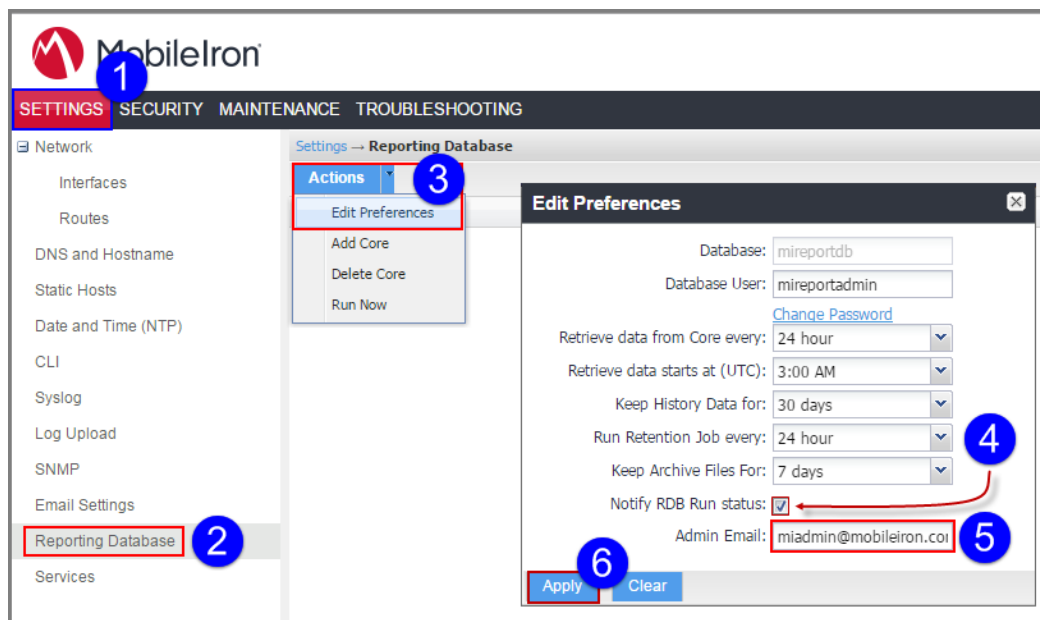 MobileIron
1
SETTINGS SECURITY MAINTENANCE TROUBLESHOOTING
Network
Interfaces
Routes
DNS and Hostname
Static Hosts
Date and Time (NTP)
CLI
Syslog
Log Upload
SNMP
Email Settings
Reporting Database
2
Services
Settings → Reporting Database
Actions
3
Edit Preferences
Add Core
Delete Core
Run Now
Edit Preferences
Database: mireportdb
Database User: mireportadmin
Change Password
Retrieve data from Core every: 24 hour
Retrieve data starts at (UTC): 3:00 AM
Keep History Data for: 30 days
Run Retention Job every: 24 hour
4
Keep Archive Files For: 7 days
Notify RDB Run status:
Admin Email: miadmin@mobileiron.co
5
6
Apply Clear